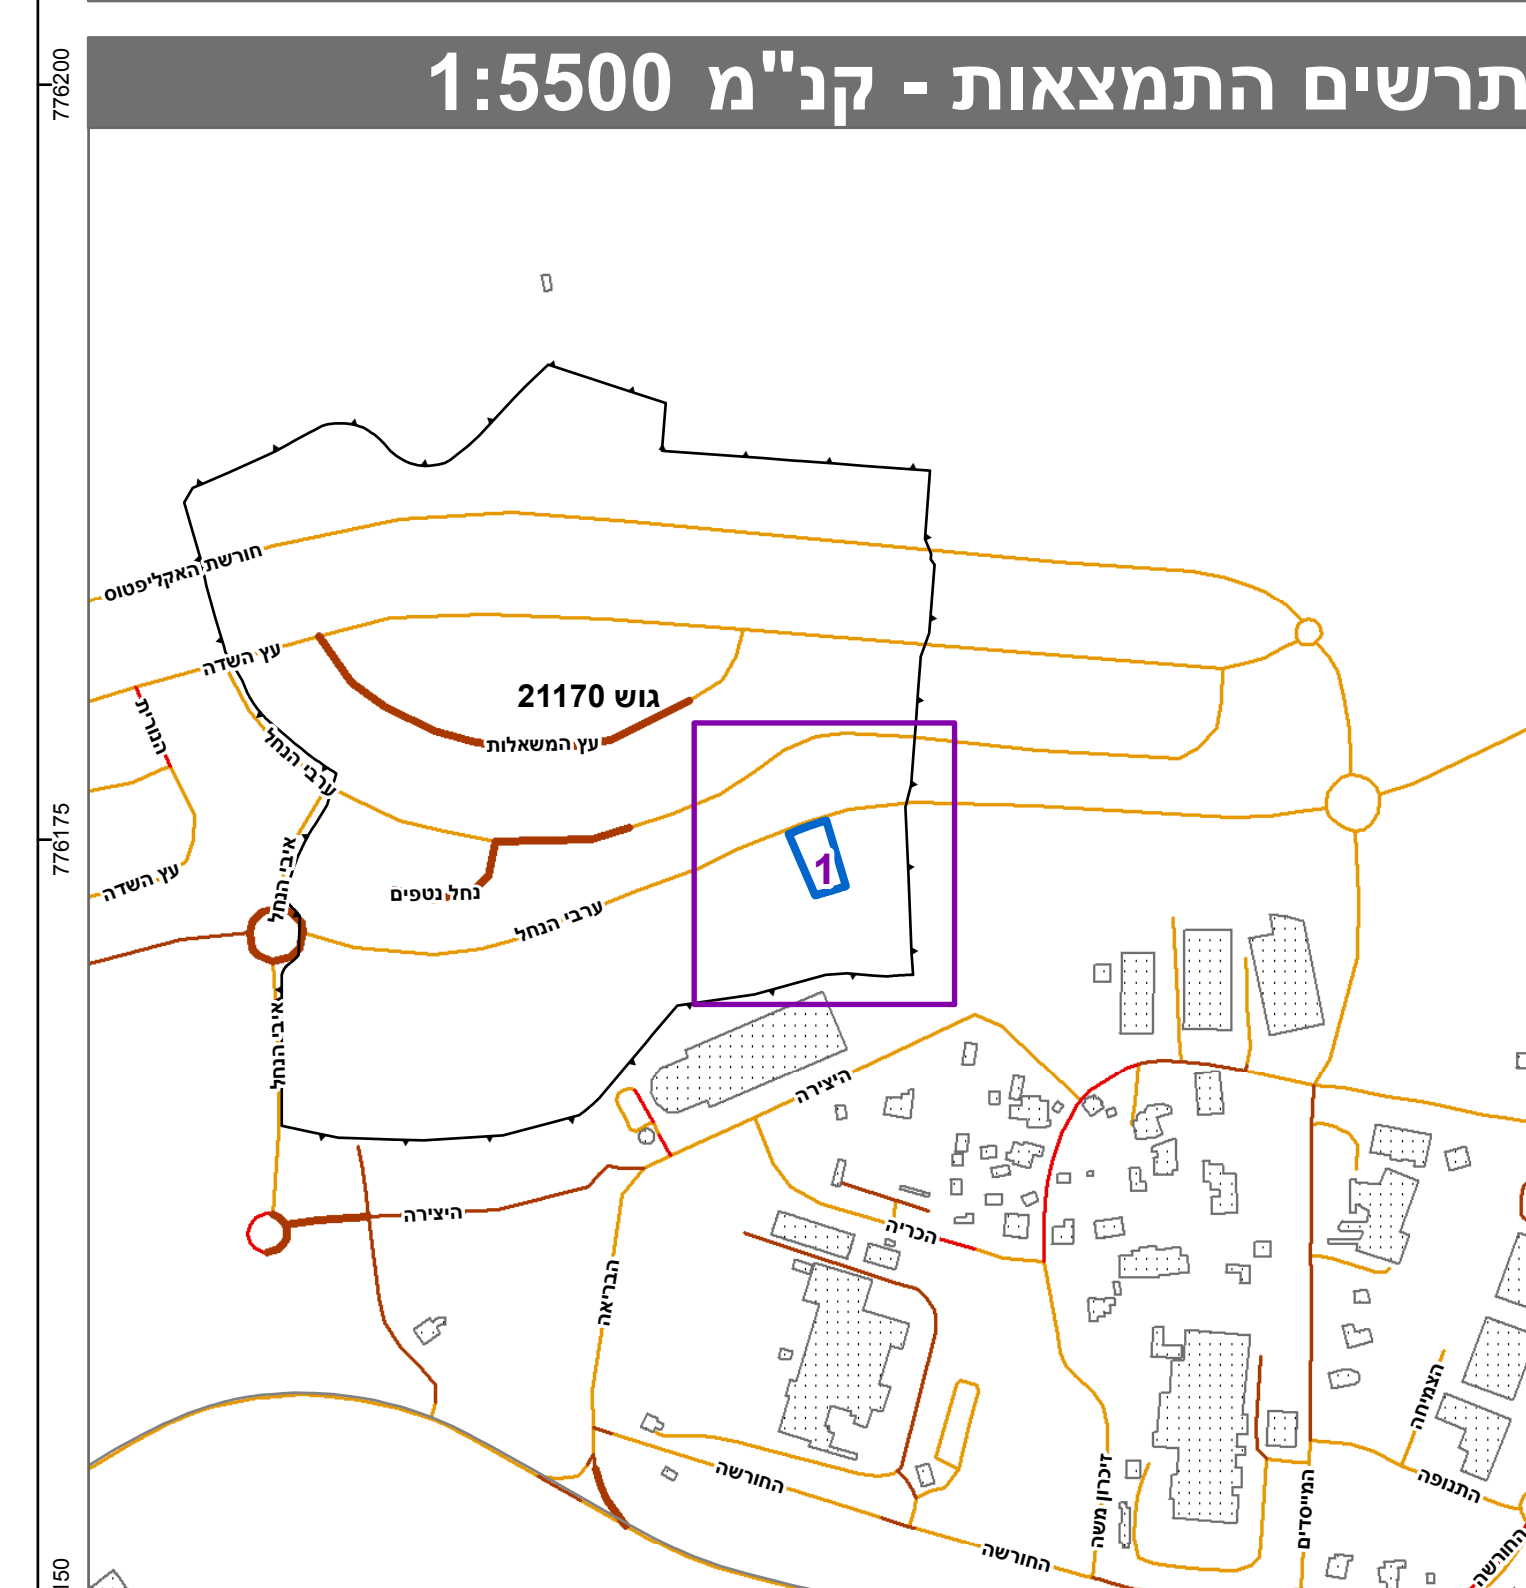 תרשים התמצאות - קנ"מ 1:5500
776200
חורשת האקליפטוס
עץ השדה
הנורית
ערבי הנחל
גוש 21170
עץ המשאלות
776175
1
איבי הנחל
עץ השדה
נחל נטפים
ערבי הנחל
איבי הנחל
היצירה
היצירה
הכריה
הבריאה
הצמיחה
החורשה
זיכרון משה
המייסדים
התנופה
החורשה
החורשה
150